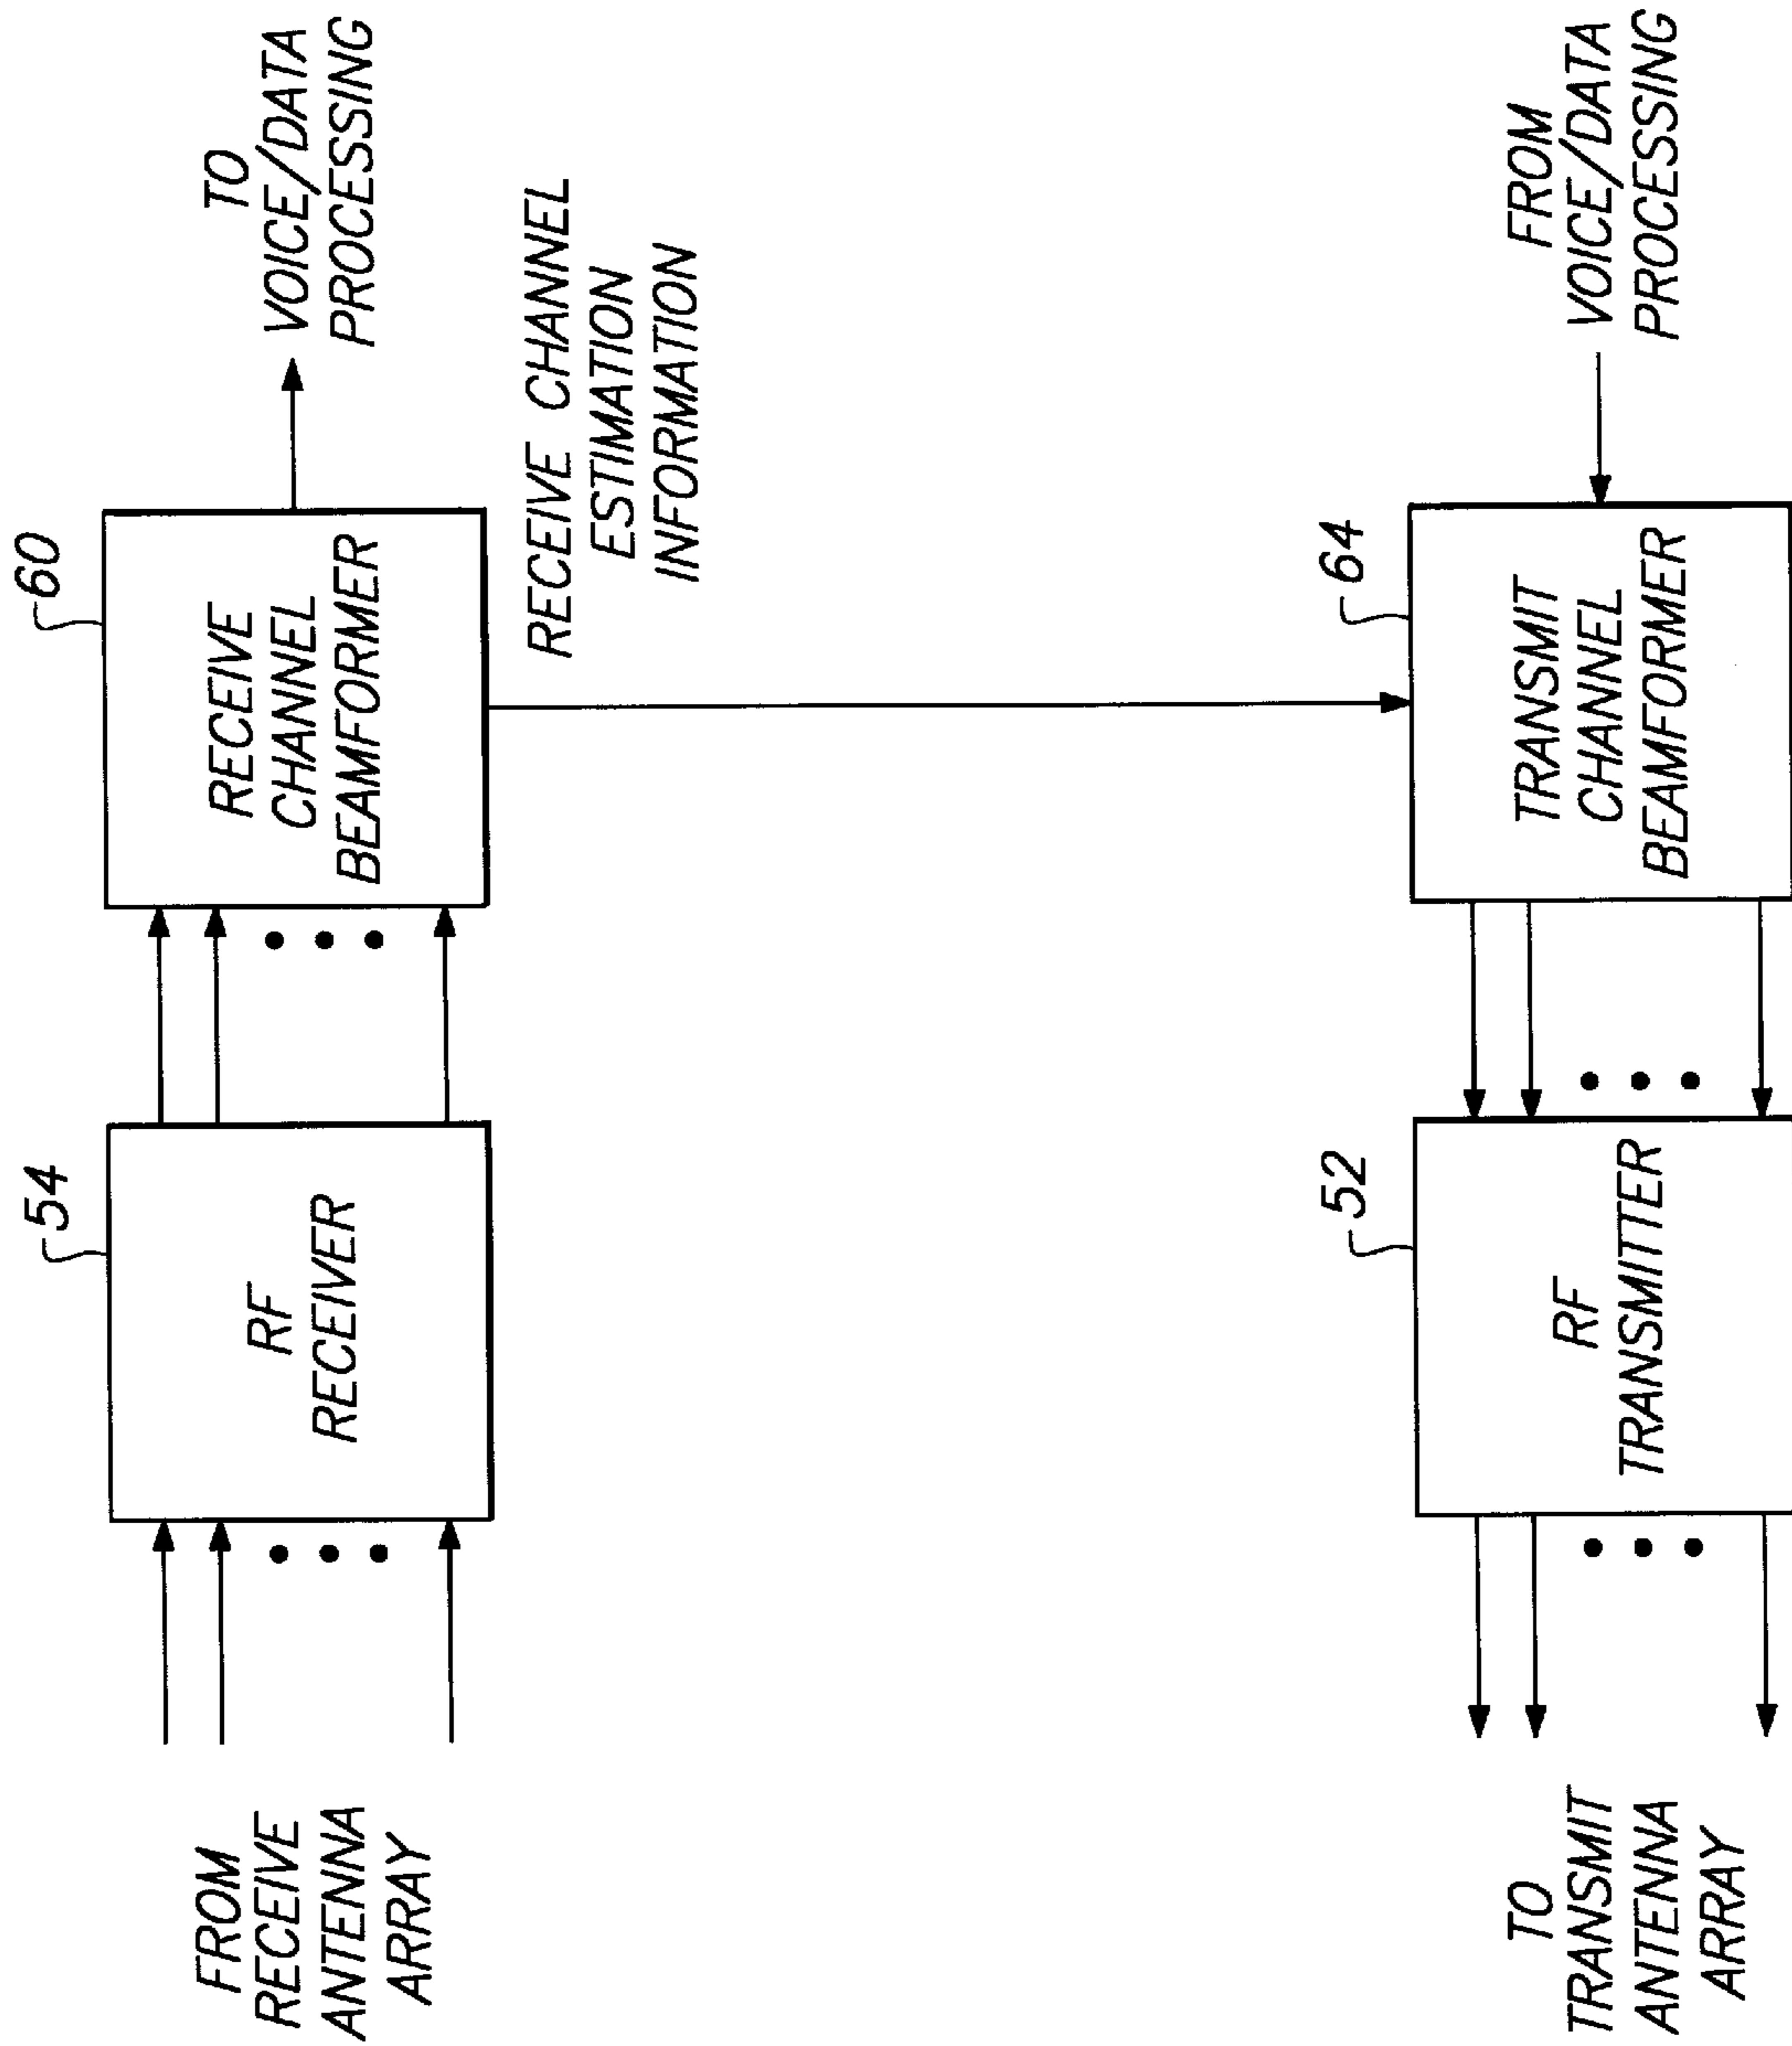 FROM
RECEIVE
ANTENNA
ARRAY
54
RF
RECEIVER
60
RECEIVE
CHANNEL
BEAMFORMER
TO
VOICE/DATA
PROCESSING
RECEIVE CHANNEL
ESTIMATION
INFORMATION
TO
TRANSMIT
ANTENNA
ARRAY
52
RF
TRANSMITTER
64
TRANSMIT
CHANNEL
BEAMFORMER
FROM
VOICE/DATA
PROCESSING